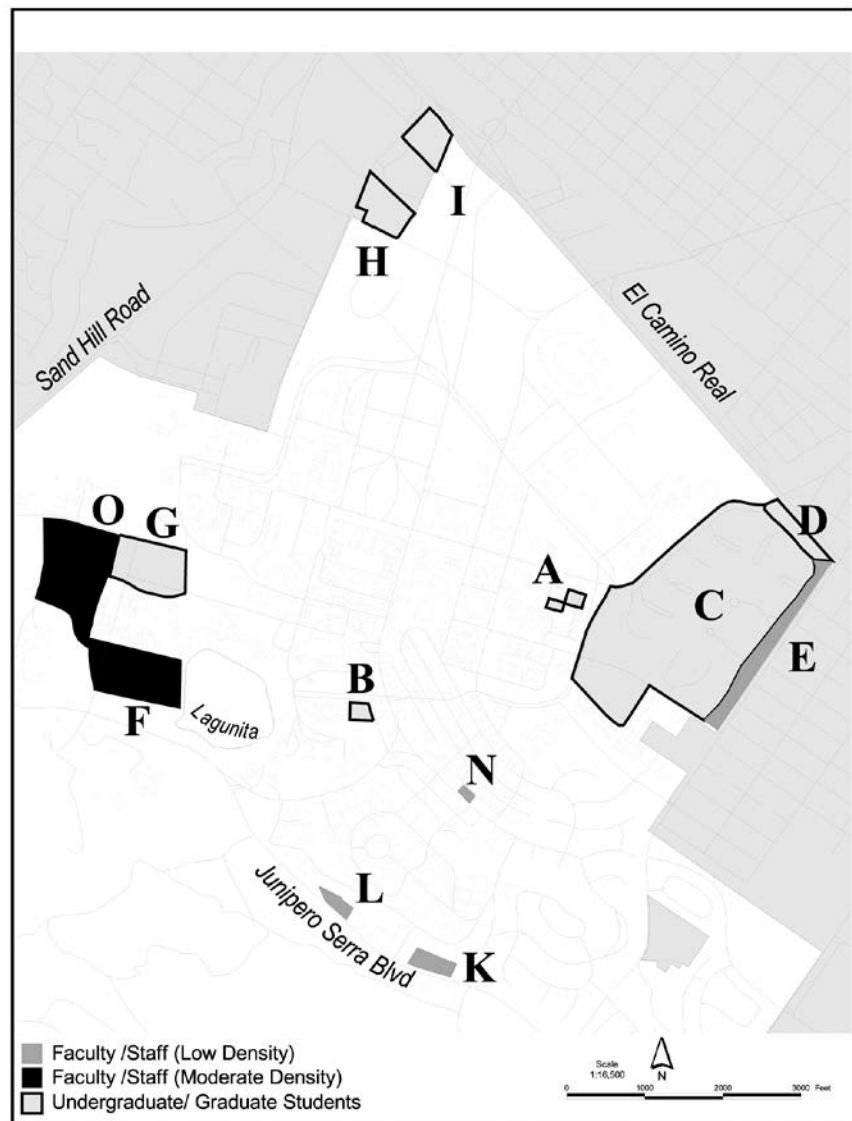 I
H
El Camino Real
Sand Hill Road
O
G
D
A
C
E
B
F
Lagunita
N
L
Junipero Serra Blvd
K
Faculty /Staff (Low Density)
Faculty /Staff (Moderate Density)
Undergraduate/ Graduate Students
Scale
1:16,500
N
0 1000 2000 3000 Feet